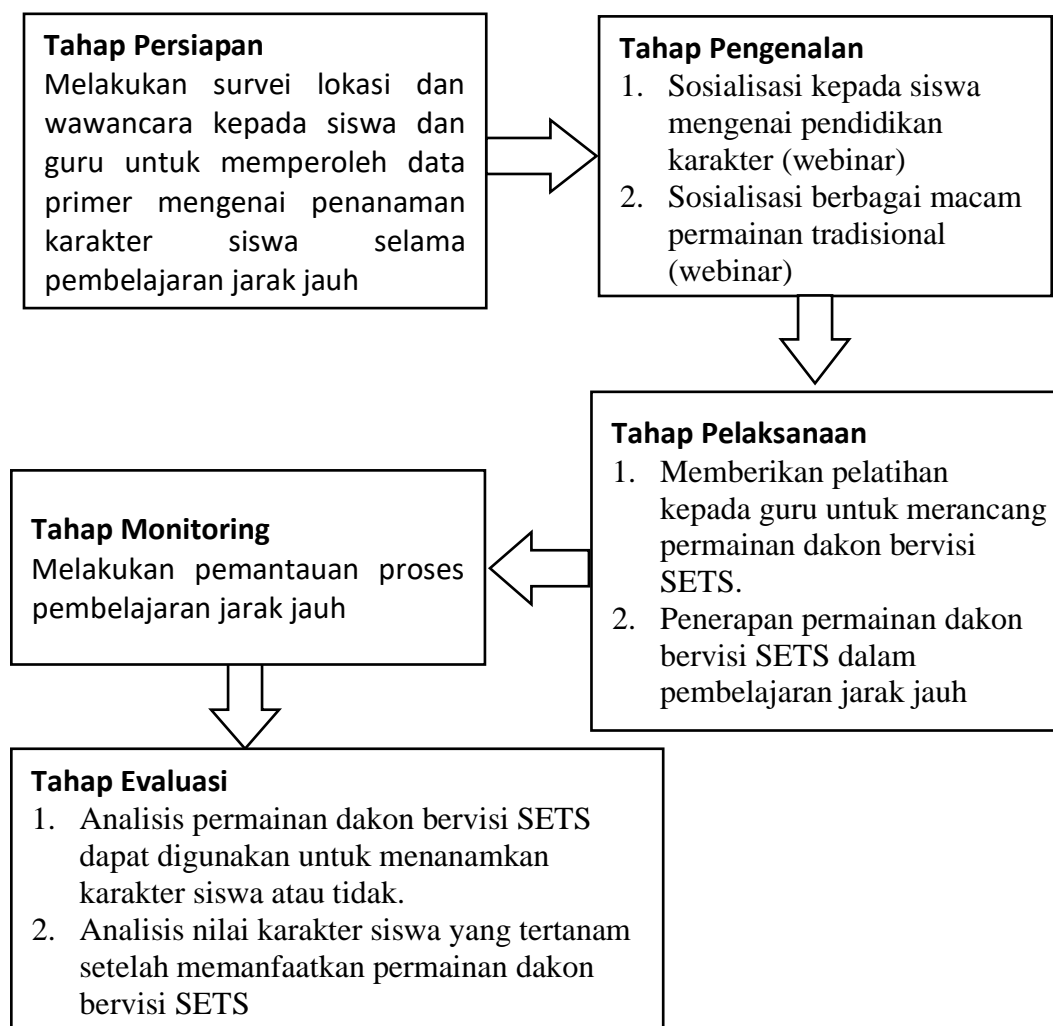 Tahap Persiapan
Melakukan survei lokasi dan
wawancara kepada siswa dan
guru untuk memperoleh data
primer mengenai penanaman
karakter siswa selama
pembelajaran jarak jauh
Tahap Pengenalan
1. Sosialisasi kepada siswa
mengenai pendidikan
karakter (webinar)
2. Sosialisasi berbagai macam
permainan tradisional
(webinar)
Tahap Pelaksanaan
1. Memberikan pelatihan
kepada guru untuk merancang
permainan dakon bervisi
SETS.
2. Penerapan permainan dakon
bervisi SETS dalam
pembelajaran jarak jauh
Tahap Monitoring
Melakukan pemantauan proses
pembelajaran jarak jauh
Tahap Evaluasi
1. Analisis permainan dakon bervisi SETS
dapat digunakan untuk menanamkan
karakter siswa atau tidak.
2. Analisis nilai karakter siswa yang tertanam
setelah memanfaatkan permainan dakon
bervisi SETS